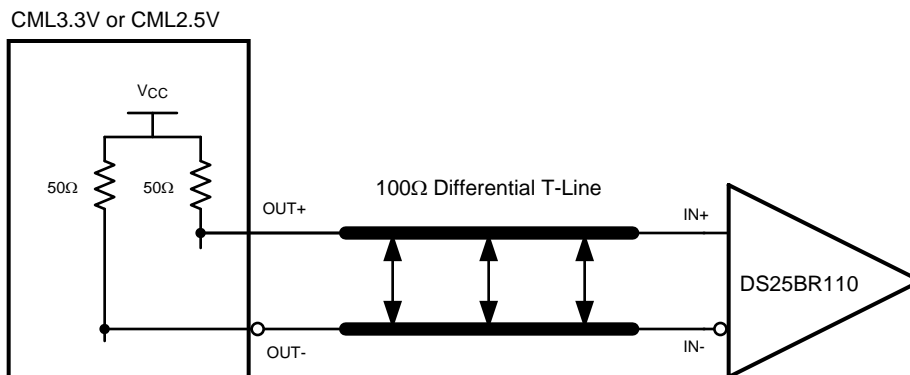 CML3.3V or CML2.5V
VCC
50Ω
50Ω
100Ω Differential T-Line
OUT+
IN+
DS25BR110
OUT-
IN-